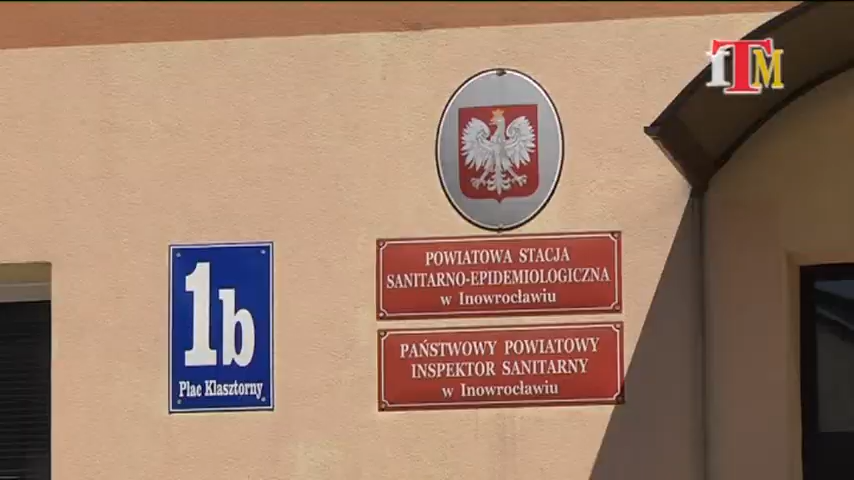 ITM
1b
Plac Klasztorny
POWIATOWA STACJA
SANITARNO-EPIDEMIOLOGICZNA
w Inowrocławiu
PAŃSTWOWY POWIATOWY
INSPEKTOR SANITARNY
w Inowrocławiu